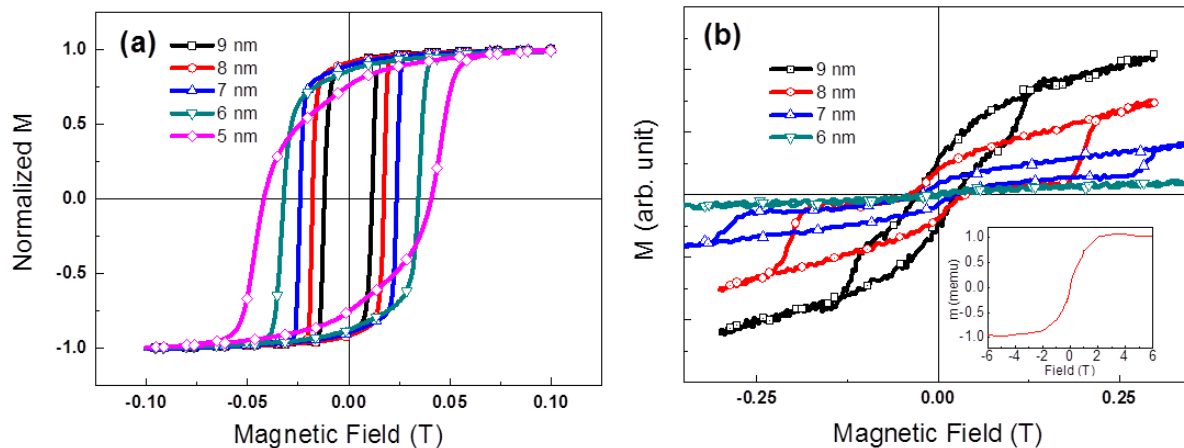 (a)
9 nm
8 nm
7 nm
6 nm
5 nm
1.0
0.5
0.0
-0.5
-1.0
Normalized M
-0.10
-0.05
0.00
0.05
0.10
Magnetic Field (T)
(b)
9 nm
8 nm
7 nm
6 nm
M (arb. unit)
-0.25
0.00
0.25
Magnetic Field (T)
1.0
0.5
0.0
-0.5
-1.0
m (memu)
-6
-4
-2
0
2
4
6
Field (T)